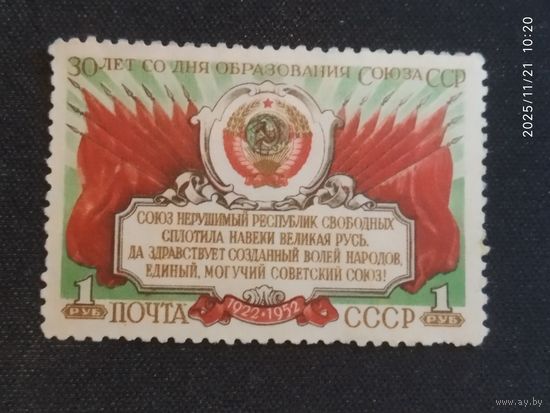 30 ЛЕТ СО ДНЯ ОБРАЗОВАНИЯ СОЮЗА ССР
СОЮЗ НЕРУШИМЫЙ РЕСПУБЛИК СВОБОДНЫХ
СПЛОТИЛА НАВЕКИ ВЕЛИКАЯ РУСЬ.
ДА ЗДРАВСТВУЕТ СОЗДАННЫЙ ВОЛЕЙ НАРОДОВ,
ЕДИНЫЙ, МОГУЧИЙ СОВЕТСКИЙ СОЮЗ!
1 РУБ
1922·1952
1 РУБ
ПОЧТА СССР
2025/11/21 10:20
www.ay.by